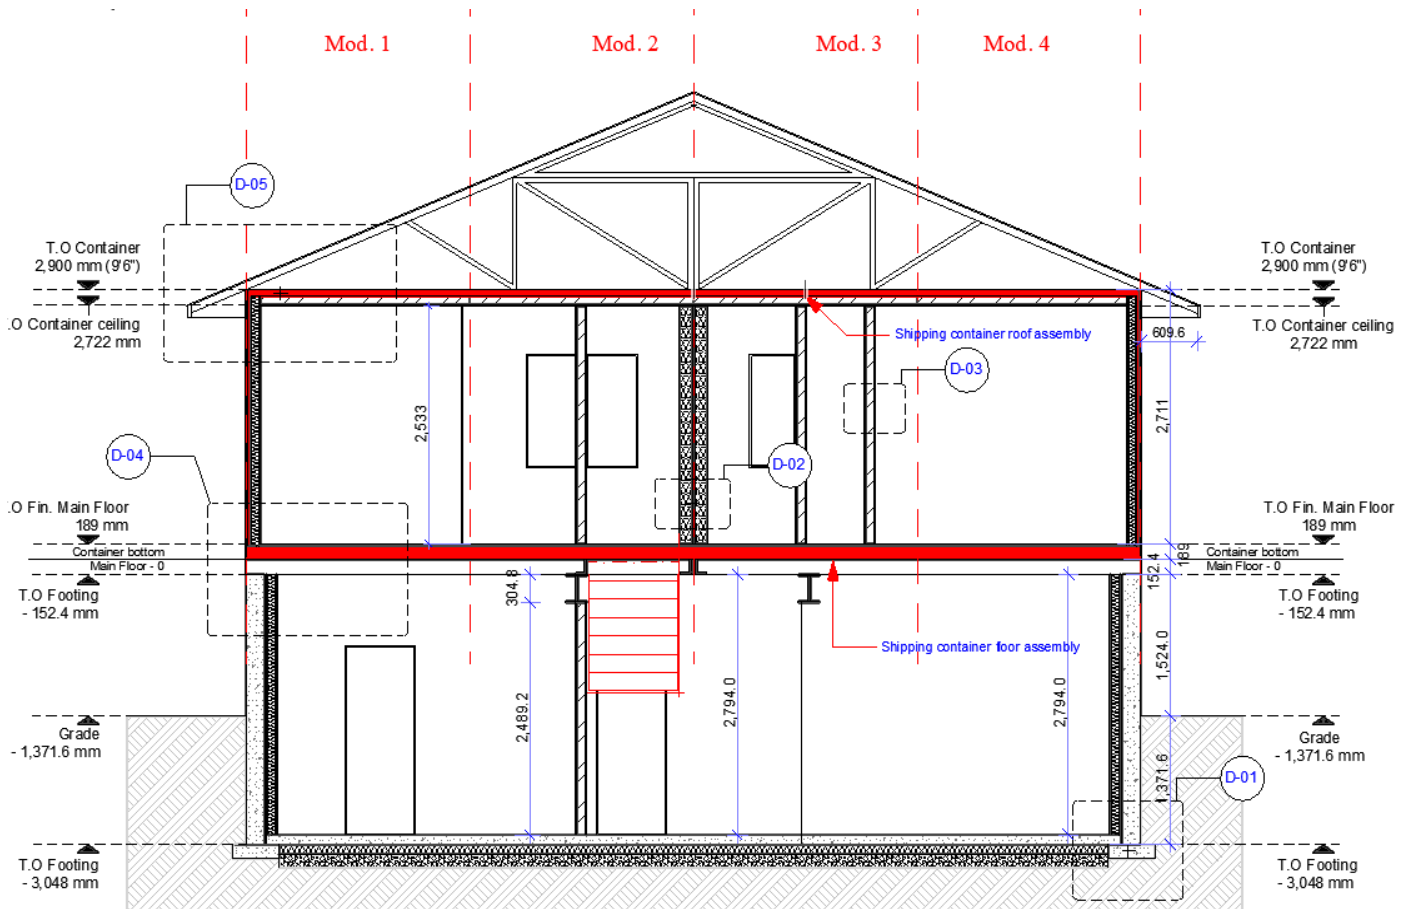 Mod. 1
Mod. 2
Mod. 3
Mod. 4
D-05
T.O Container
2,900 mm (9'6")
T.O Container
2,900 mm (9'6")
.O Container ceiling
2,722 mm
Shipping container roof assembly
609.6
T.O Container ceiling
2,722 mm
D-03
2,533
2,711
D-04
D-02
.O Fin. Main Floor
189 mm
T.O Fin. Main Floor
189 mm
Container bottom
Main Floor - 0
189
152.4
Container bottom
Main Floor - 0
T.O Footing
- 152.4 mm
304.8
T.O Footing
- 152.4 mm
Shipping container floor assembly
1,524.0
2,489.2
2,794.0
2,794.0
Grade
- 1,371.6 mm
Grade
- 1,371.6 mm
1,371.6
D-01
T.O Footing
- 3,048 mm
T.O Footing
- 3,048 mm